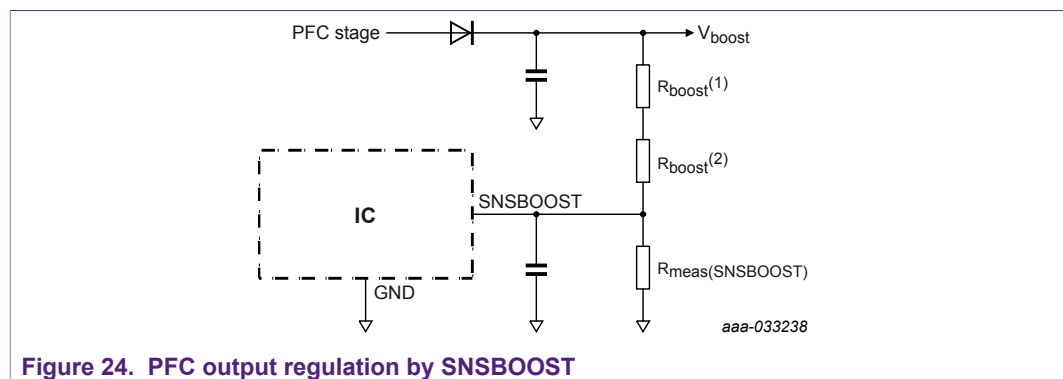 PFC stage
Vboost
Rboost(1)
Rboost(2)
SNSBOOST
IC
Rmeas(SNSBOOST)
GND
aaa-033238
Figure 24. PFC output regulation by SNSBOOST